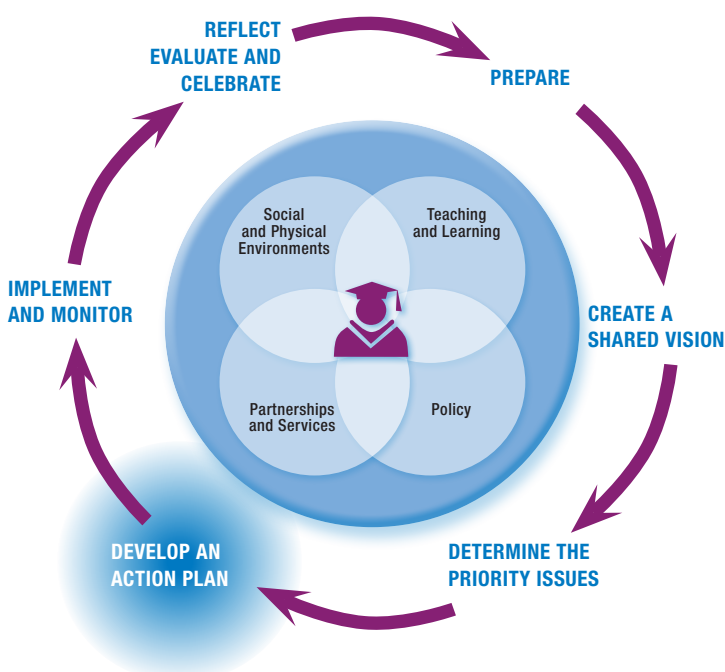 REFLECT
EVALUATE AND
CELEBRATE
PREPARE
Social
and Physical
Environments
Teaching
and Learning
IMPLEMENT
AND MONITOR
CREATE A
SHARED VISION
Partnerships
and Services
Policy
DEVELOP AN
ACTION PLAN
DETERMINE THE
PRIORITY ISSUES